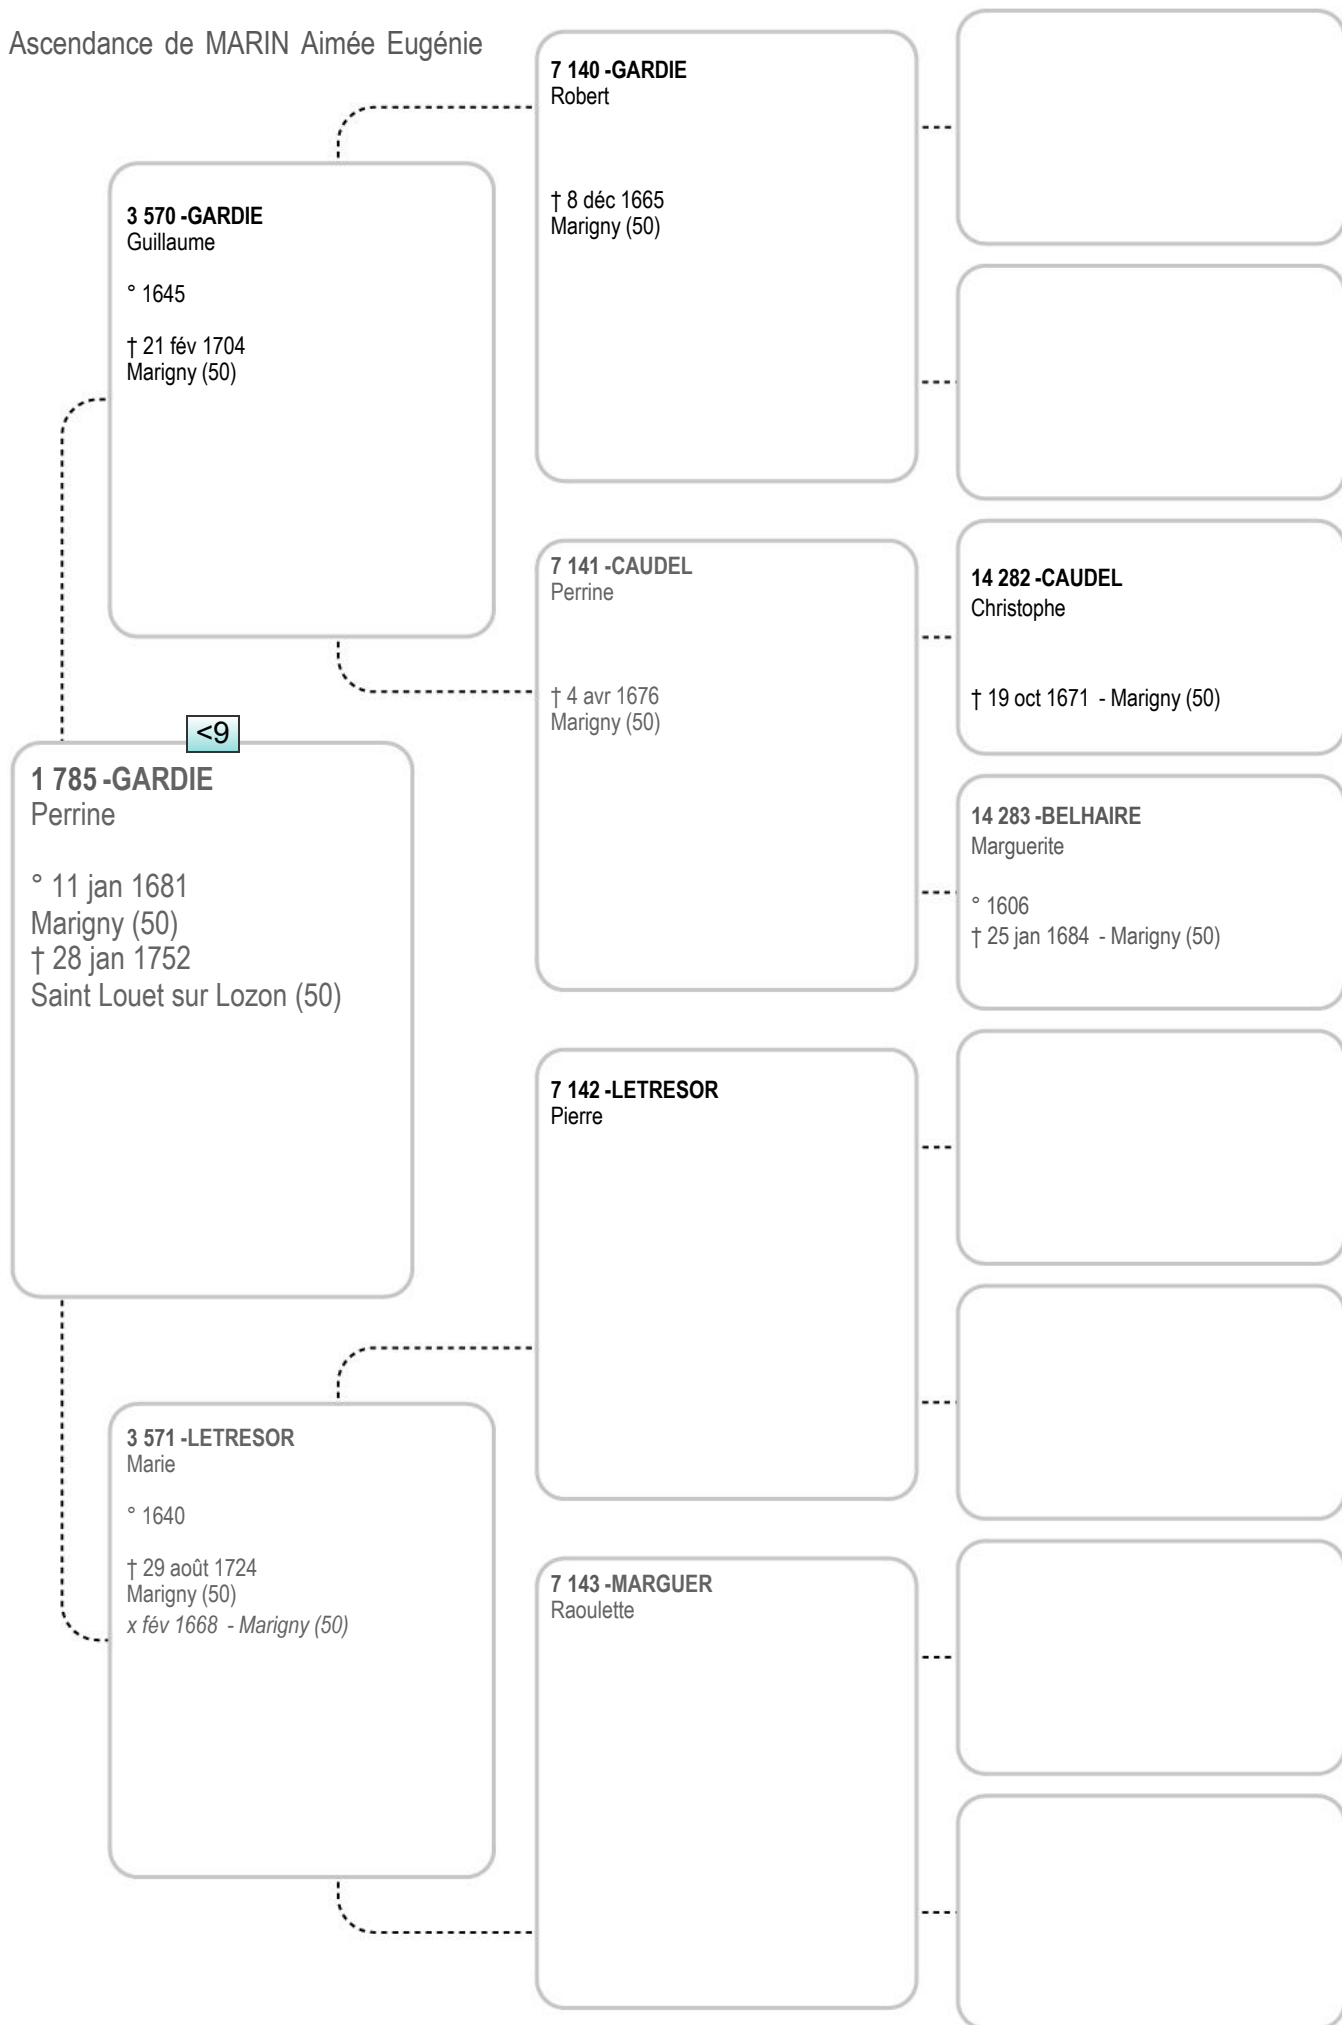 Ascendance de MARIN Aimée Eugénie
7 140 -GARDIE
Robert
† 8 déc 1665
Marigny (50)
3 570 -GARDIE
Guillaume
° 1645
† 21 fév 1704
Marigny (50)
7 141 -CAUDEL
Perrine
† 4 avr 1676
Marigny (50)
14 282 -CAUDEL
Christophe
† 19 oct 1671 - Marigny (50)
<9
1 785 -GARDIE
Perrine
° 11 jan 1681
Marigny (50)
† 28 jan 1752
Saint Louet sur Lozon (50)
14 283 -BELHAIRE
Marguerite
° 1606
† 25 jan 1684 - Marigny (50)
7 142 -LETRESOR
Pierre
3 571 -LETRESOR
Marie
° 1640
† 29 août 1724
Marigny (50)
x fév 1668 - Marigny (50)
7 143 -MARGUER
Raoulette